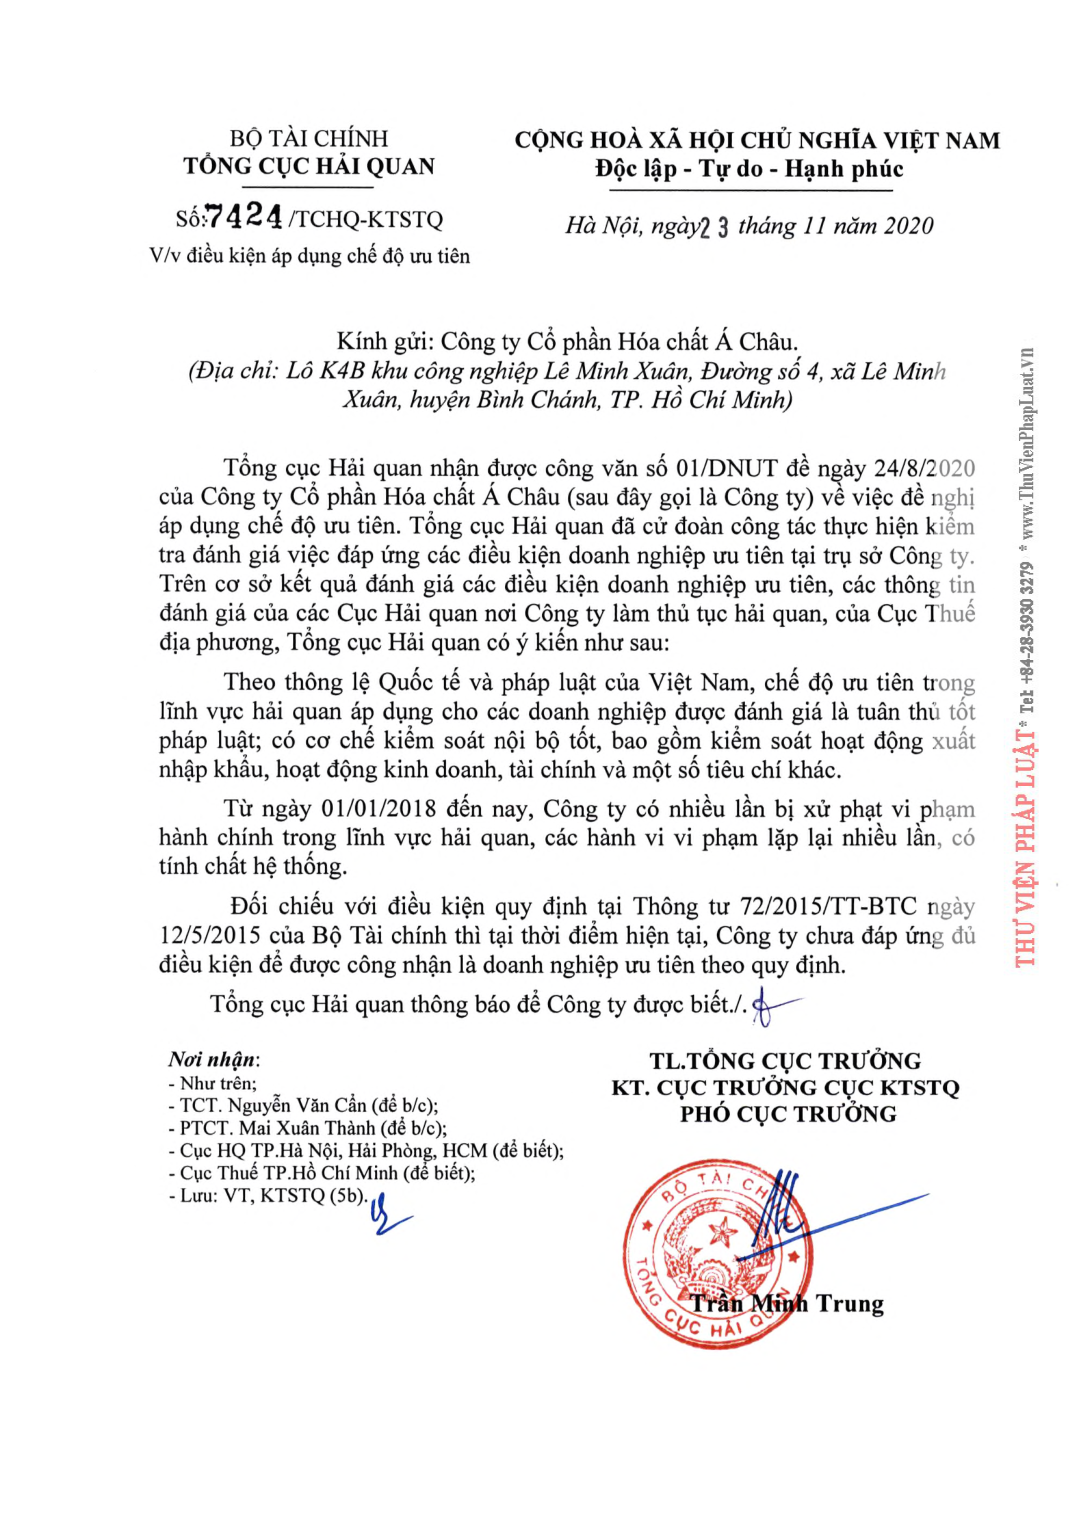 BỘ TÀI CHÍNH
TỔNG CỤC HẢI QUAN
Số:7424/TCHQ-KTSTQ
V/v điều kiện áp dụng chế độ ưu tiên
CỘNG HOÀ XÃ HỘI CHỦ NGHĨA VIỆT NAM
Độc lập - Tự do - Hạnh phúc
Hà Nội, ngày 23 tháng 11 năm 2020
Kính gửi: Công ty Cổ phần Hóa chất Á Châu.
(Địa chỉ: Lô K4B khu công nghiệp Lê Minh Xuân, Đường số 4, xã Lê Minh
Xuân, huyện Bình Chánh, TP. Hồ Chí Minh)
Tổng cục Hải quan nhận được công văn số 01/DNUT đề ngày 24/8/2020
của Công ty Cổ phần Hóa chất Á Châu (sau đây gọi là Công ty) về việc đề nghị
áp dụng chế độ ưu tiên. Tổng cục Hải quan đã cử đoàn công tác thực hiện kiểm
tra đánh giá việc đáp ứng các điều kiện doanh nghiệp ưu tiên tại trụ sở Công ty.
Trên cơ sở kết quả đánh giá các điều kiện doanh nghiệp ưu tiên, các thông tin
đánh giá của các Cục Hải quan nơi Công ty làm thủ tục hải quan, của Cục Thuế
địa phương, Tổng cục Hải quan có ý kiến như sau:
Theo thông lệ Quốc tế và pháp luật của Việt Nam, chế độ ưu tiên trong
lĩnh vực hải quan áp dụng cho các doanh nghiệp được đánh giá là tuân thủ tốt
pháp luật; có cơ chế kiểm soát nội bộ tốt, bao gồm kiểm soát hoạt động xuất
nhập khẩu, hoạt động kinh doanh, tài chính và một số tiêu chí khác.
Từ ngày 01/01/2018 đến nay, Công ty có nhiều lần bị xử phạt vi phạm
hành chính trong lĩnh vực hải quan, các hành vi vi phạm lặp lại nhiều lần, có
tính chất hệ thống.
Đối chiếu với điều kiện quy định tại Thông tư 72/2015/TT-BTC ngày
12/5/2015 của Bộ Tài chính thì tại thời điểm hiện tại, Công ty chưa đáp ứng đủ
điều kiện để được công nhận là doanh nghiệp ưu tiên theo quy định.
Tổng cục Hải quan thông báo để Công ty được biết./.
Nơi nhận:
- Như trên;
- TCT. Nguyễn Văn Cẩn (để b/c);
- PTCT. Mai Xuân Thành (để b/c);
- Cục HQ TP.Hà Nội, Hải Phòng, HCM (để biết);
- Cục Thuế TP.Hồ Chí Minh (để biết);
- Lưu: VT, KTSTQ (5b).
TL.TỔNG CỤC TRƯỞNG
KT. CỤC TRƯỞNG CỤC KTSTQ
PHÓ CỤC TRƯỞNG
BỘ TÀI CHÍNH
TỔNG CỤC HẢI QUAN
Trần Minh Trung
THƯ VIỆN PHÁP LUẬT * Tel: +84-28-3930 3279 * www.ThuVienPhapLuat.vn